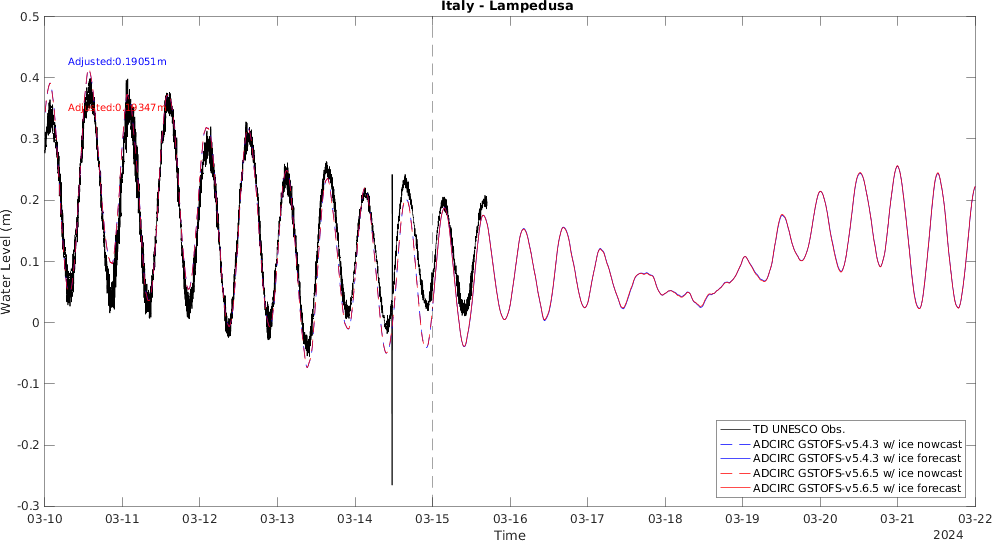 Italy - Lampedusa
0.5
0.4
0.3
0.2
0.1
0
-0.1
-0.2
-0.3
Water Level (m)
Adjusted:0.19051m
Adjusted:0.19347m
TD UNESCO Obs.
ADCIRC GSTOFS-v5.4.3 w/ ice nowcast
ADCIRC GSTOFS-v5.4.3 w/ ice forecast
ADCIRC GSTOFS-v5.6.5 w/ ice nowcast
ADCIRC GSTOFS-v5.6.5 w/ ice forecast
03-10 03-11 03-12 03-13 03-14 03-15 03-16 03-17 03-18 03-19 03-20 03-21 03-22
Time
2024